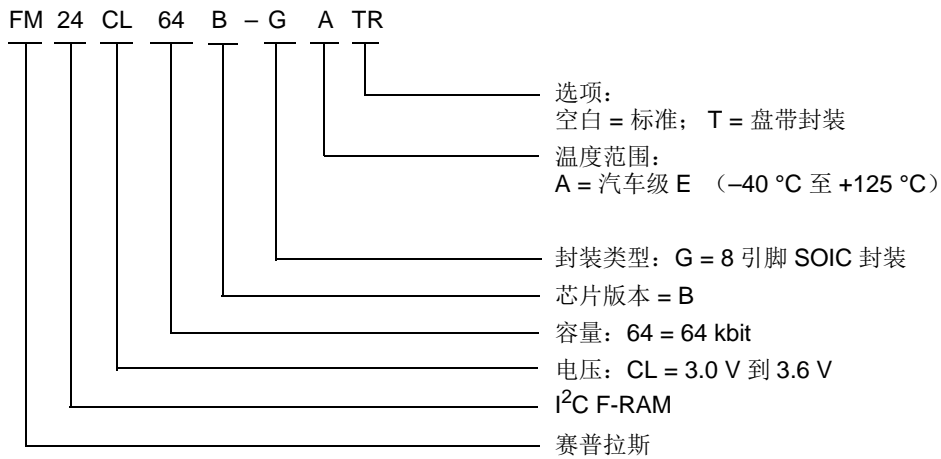 FM 24 CL 64 B – G A TR
选项：
空白 = 标准； T = 盘带封装
温度范围：
A = 汽车级 E （–40 °C 至 +125 °C）
封装类型：G = 8 引脚 SOIC 封装
芯片版本 = B
容量：64 = 64 kbit
电压：CL = 3.0 V 到 3.6 V
I²C F-RAM
赛普拉斯